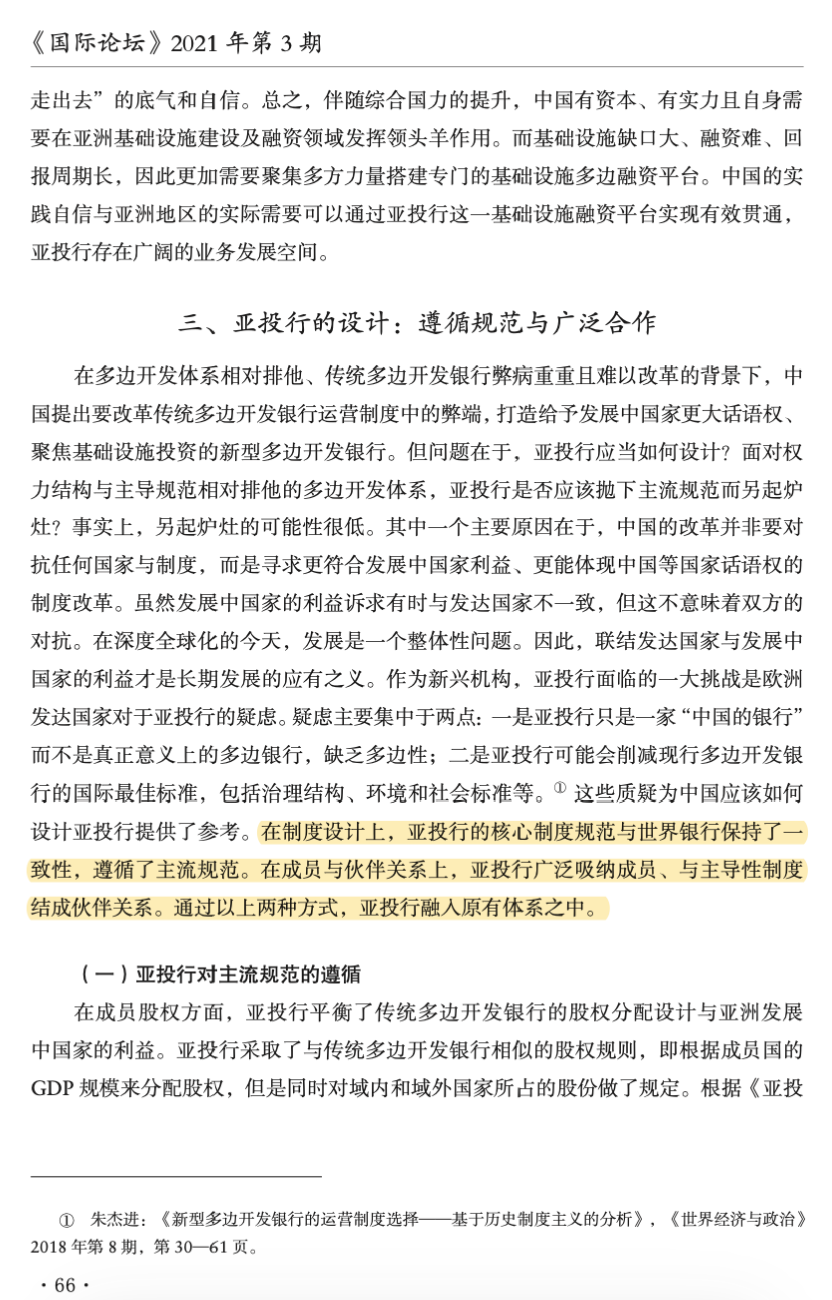 《国际论坛》2021 年第 3 期
走出去”的底气和自信。总之，伴随综合国力的提升，中国有资本、有实力且自身需
要在亚洲基础设施建设及融资领域发挥领头羊作用。而基础设施缺口大、融资难、回
报周期长，因此更加需要聚集多方力量搭建专门的基础设施多边融资平台。中国的实
践自信与亚洲地区的实际需要可以通过亚投行这一基础设施融资平台实现有效贯通，
亚投行存在广阔的业务发展空间。
三、亚投行的设计：遵循规范与广泛合作
在多边开发体系相对排他、传统多边开发银行弊病重重且难以改革的背景下，中
国提出要改革传统多边开发银行运营制度中的弊端，打造给予发展中国家更大话语权、
聚焦基础设施投资的新型多边开发银行。但问题在于，亚投行应当如何设计？面对权
力结构与主导规范相对排他的多边开发体系，亚投行是否应该抛下主流规范而另起炉
灶？事实上，另起炉灶的可能性很低。其中一个主要原因在于，中国的改革并非要对
抗任何国家与制度，而是寻求更符合发展中国家利益、更能体现中国等国家话语权的
制度改革。虽然发展中国家的利益诉求有时与发达国家不一致，但这不意味着双方的
对抗。在深度全球化的今天，发展是一个整体性问题。因此，联结发达国家与发展中
国家的利益才是长期发展的应有之义。作为新兴机构，亚投行面临的一大挑战是欧洲
发达国家对于亚投行的疑虑。疑虑主要集中于两点：一是亚投行只是一家“中国的银行”
而不是真正意义上的多边银行，缺乏多边性；二是亚投行可能会削减现行多边开发银
行的国际最佳标准，包括治理结构、环境和社会标准等。① 这些质疑为中国应该如何
设计亚投行提供了参考。在制度设计上，亚投行的核心制度规范与世界银行保持了一
致性，遵循了主流规范。在成员与伙伴关系上，亚投行广泛吸纳成员、与主导性制度
结成伙伴关系。通过以上两种方式，亚投行融入原有体系之中。
（一）亚投行对主流规范的遵循
在成员股权方面，亚投行平衡了传统多边开发银行的股权分配设计与亚洲发展
中国家的利益。亚投行采取了与传统多边开发银行相似的股权规则，即根据成员国的
GDP 规模来分配股权，但是同时对域内和域外国家所占的股份做了规定。根据《亚投
① 朱杰进：《新型多边开发银行的运营制度选择——基于历史制度主义的分析》，《世界经济与政治》
2018 年第 8 期，第 30—61 页。
· 66 ·